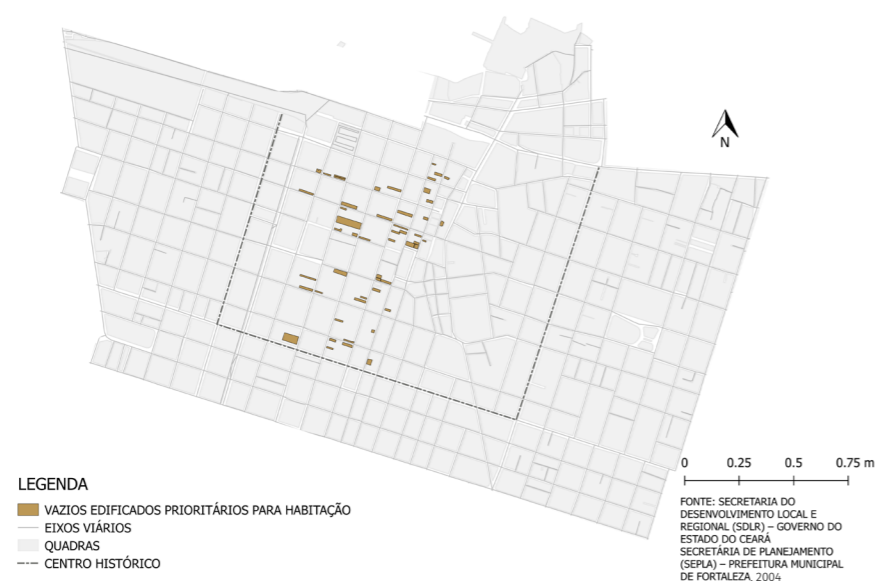 N
0 0.25 0.5 0.75 m
LEGENDA
VAZIOS EDIFICADOS PRIORITÁRIOS PARA HABITAÇÃO
EIXOS VIÁRIOS
QUADRAS
CENTRO HISTÓRICO
FONTE: SECRETARIA DO
DESENVOLVIMENTO LOCAL E
REGIONAL (SDLR) – GOVERNO DO
ESTADO DO CEARÁ
SECRETÁRIA DE PLANEJAMENTO
(SEPLA) – PREFEITURA MUNICIPAL
DE FORTALEZA, 2004